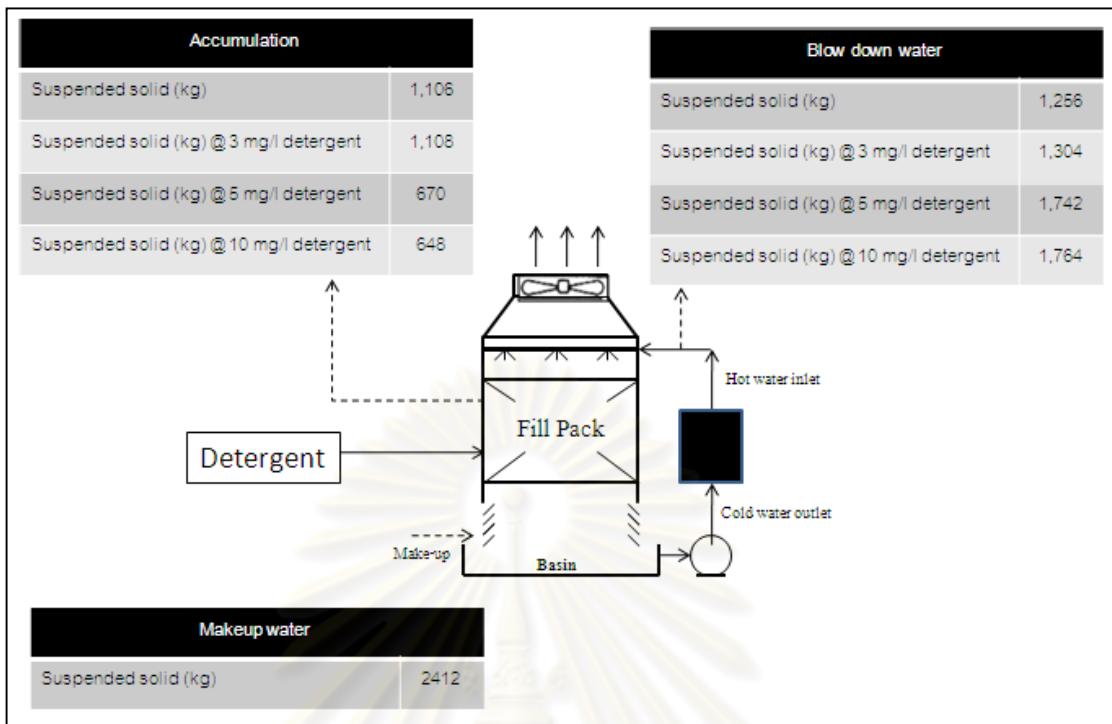 Accumulation
Suspended solid (kg) 1,106
Suspended solid (kg) @ 3 mg/l detergent 1,108
Suspended solid (kg) @ 5 mg/l detergent 670
Suspended solid (kg) @ 10 mg/l detergent 648
Blow down water
Suspended solid (kg) 1,256
Suspended solid (kg) @ 3 mg/l detergent 1,304
Suspended solid (kg) @ 5 mg/l detergent 1,742
Suspended solid (kg) @ 10 mg/l detergent 1,764
Hot water inlet
Fill Pack
Detergent
Cold water outlet
Make-up
Basin
Makeup water
Suspended solid (kg) 2412